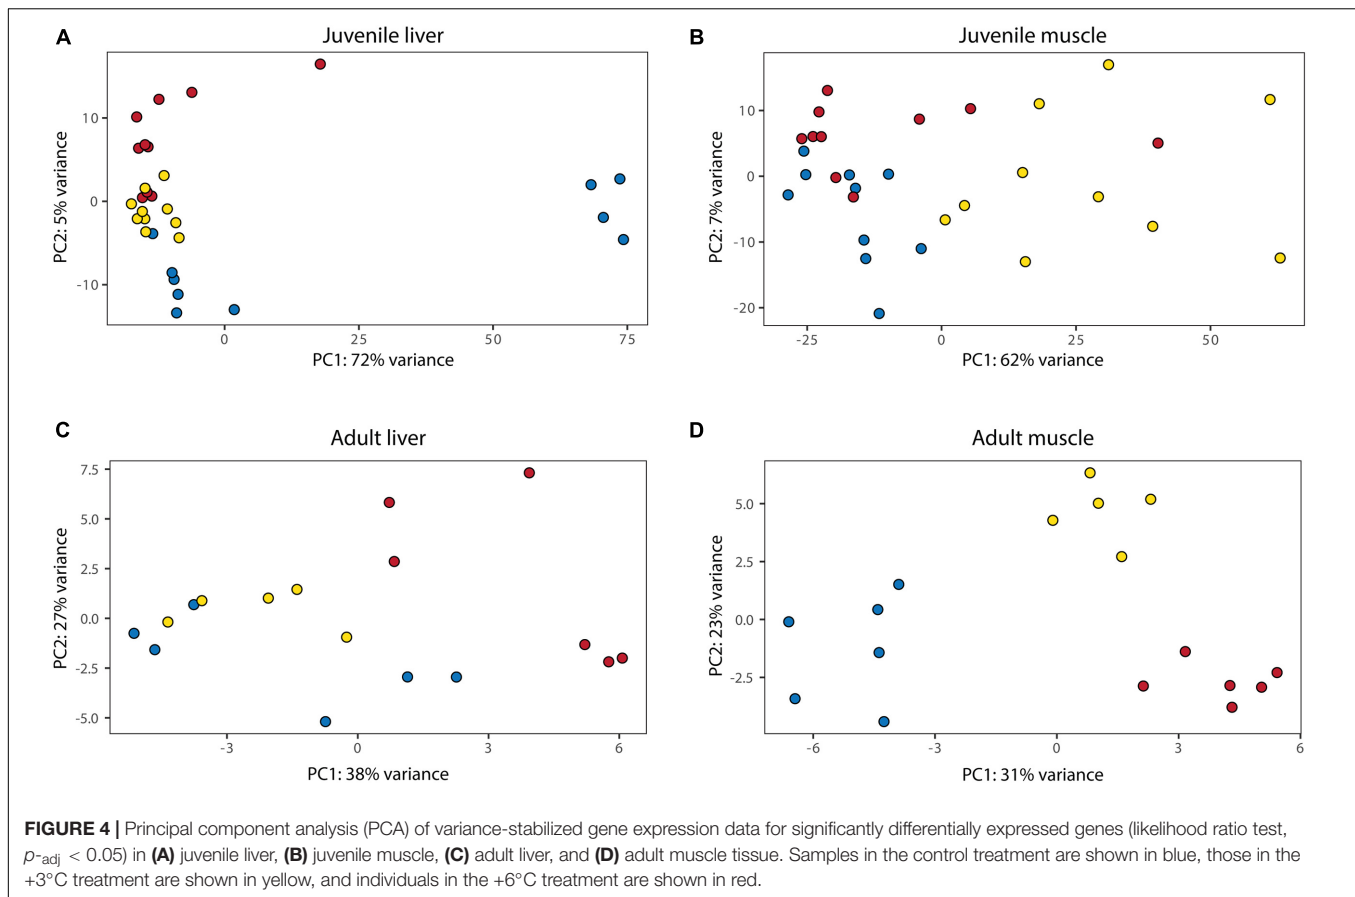 A
Juvenile liver
10
0
-10
PC2: 5% variance
0
25
50
75
PC1: 72% variance
B
Juvenile muscle
10
0
-10
-20
PC2: 7% variance
-25
0
25
50
PC1: 62% variance
C
Adult liver
7.5
5.0
2.5
0.0
-2.5
-5.0
PC2: 27% variance
-3
0
3
6
PC1: 38% variance
D
Adult muscle
5.0
2.5
0.0
-2.5
PC2: 23% variance
-6
-3
0
3
6
PC1: 31% variance
FIGURE 4 | Principal component analysis (PCA) of variance-stabilized gene expression data for significantly differentially expressed genes (likelihood ratio test,
p-adj < 0.05) in (A) juvenile liver, (B) juvenile muscle, (C) adult liver, and (D) adult muscle tissue. Samples in the control treatment are shown in blue, those in the
+3°C treatment are shown in yellow, and individuals in the +6°C treatment are shown in red.